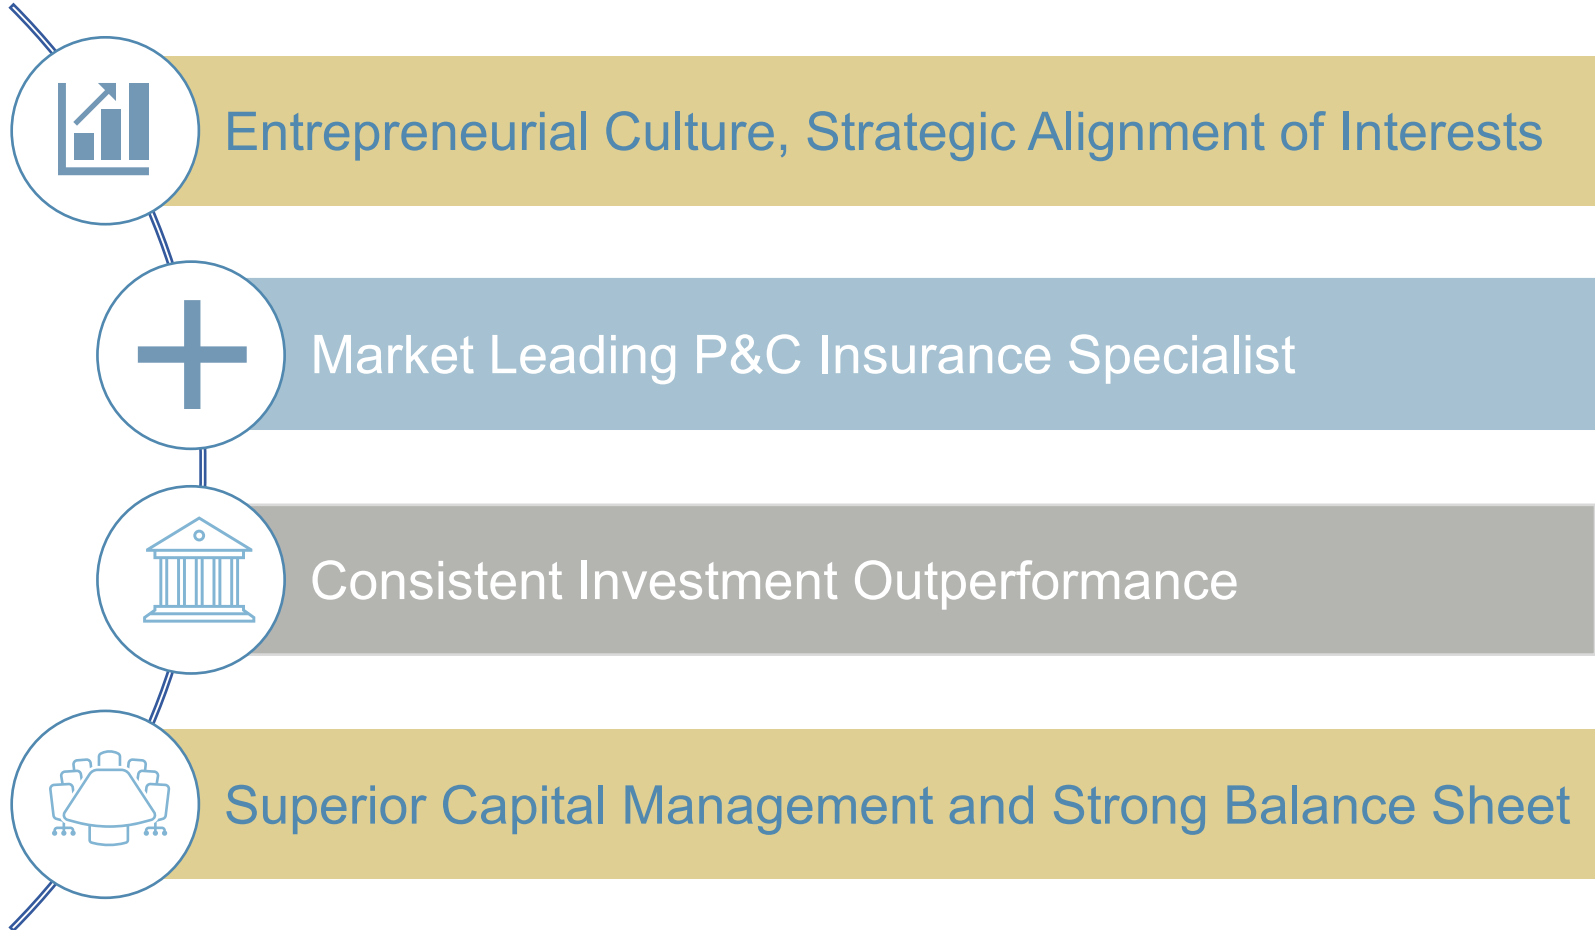 Entrepreneurial Culture, Strategic Alignment of Interests
Market Leading P&C Insurance Specialist
Consistent Investment Outperformance
Superior Capital Management and Strong Balance Sheet